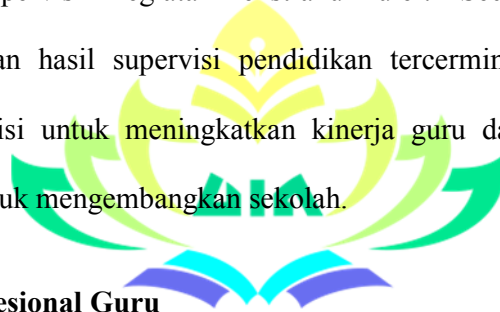 an hasil supervisi pendidikan tercermin
isi untuk meningkatkan kinerja guru da
uk mengembangkan sekolah.
esional Guru